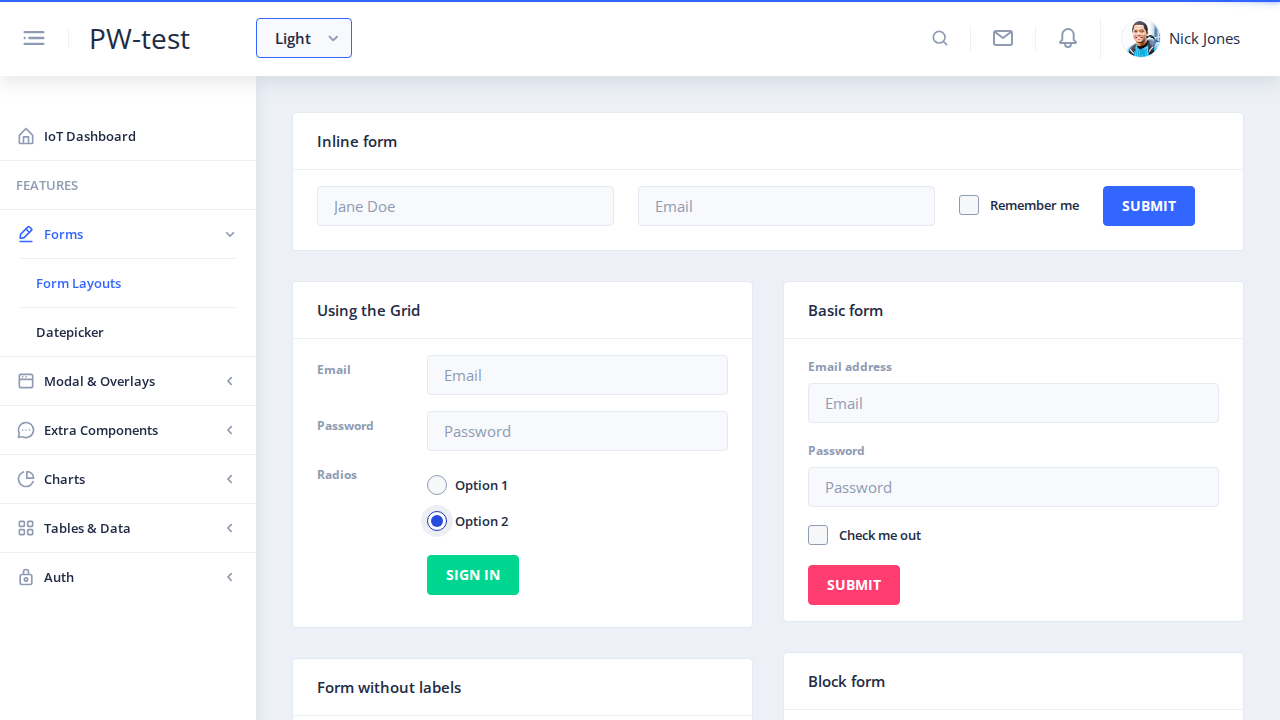 PW-test
Light
Nick Jones
IoT Dashboard
FEATURES
Forms
Form Layouts
Datepicker
Modal & Overlays
Extra Components
Charts
Tables & Data
Auth
Inline form
Jane Doe
Email
Remember me
SUBMIT
Using the Grid
Email
Email
Password
Password
Radios
Option 1
Option 2
SIGN IN
Basic form
Email address
Email
Password
Password
Check me out
SUBMIT
Form without labels
Block form